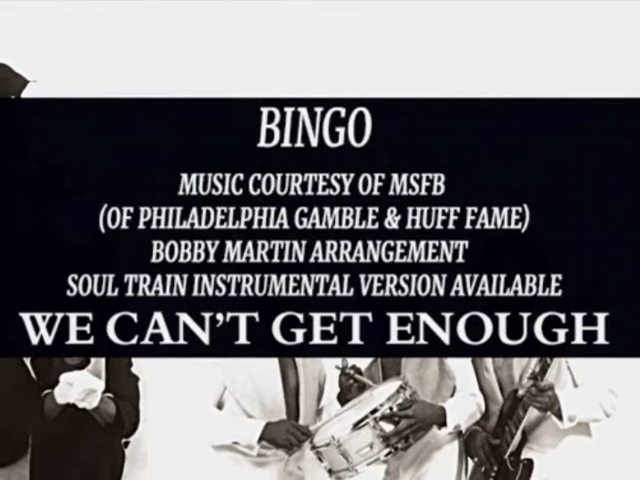 BINGO
MUSIC COURTESY OF MSFB
(OF PHILADELPHIA GAMBLE & HUFF FAME)
BOBBY MARTIN ARRANGEMENT
SOUL TRAIN INSTRUMENTAL VERSION AVAILABLE
WE CAN'T GET ENOUGH